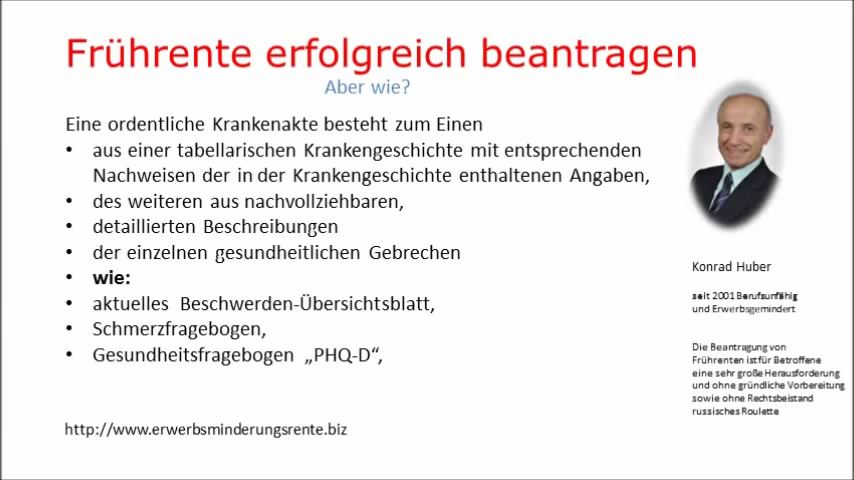 Frührente erfolgreich beantragen
Aber wie?
Eine ordentliche Krankenakte besteht zum Einen
• aus einer tabellarischen Krankengeschichte mit entsprechenden
Nachweisen der in der Krankengeschichte enthaltenen Angaben,
• des weiteren aus nachvollziehbaren,
• detaillierten Beschreibungen
• der einzelnen gesundheitlichen Gebrechen
• wie:
• aktuelles Beschwerden-Übersichtsblatt,
• Schmerzfragebogen,
• Gesundheitsfragebogen „PHQ-D“,
http://www.erwerbsminderungsrente.biz
Konrad Huber
seit 2001 Berufsunfähig
und Erwerbsgemindert
Die Beantragung von
Frührenten ist für Betroffene
eine sehr große Herausforderung
und ohne gründliche Vorbereitung
sowie ohne Rechtsbeistand
russisches Roulette